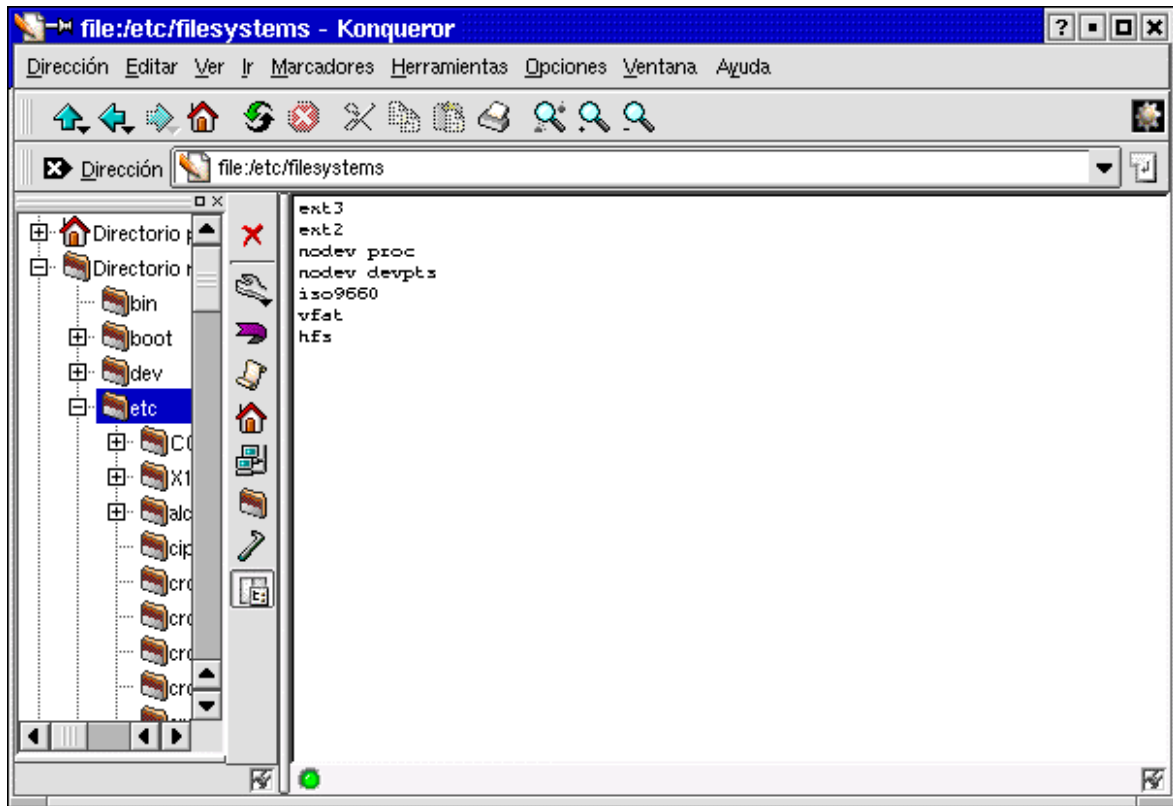 file:/etc/filesystems - Konqueror
Dirección Editar Ver Ir Marcadores Herramientas Opciones Ventana Ayuda
Dirección file:/etc/filesystems
Directorio
Directorio
bin
boot
dev
etc
ext3
ext2
nodev proc
nodev devpts
iso9660
vfat
hfs